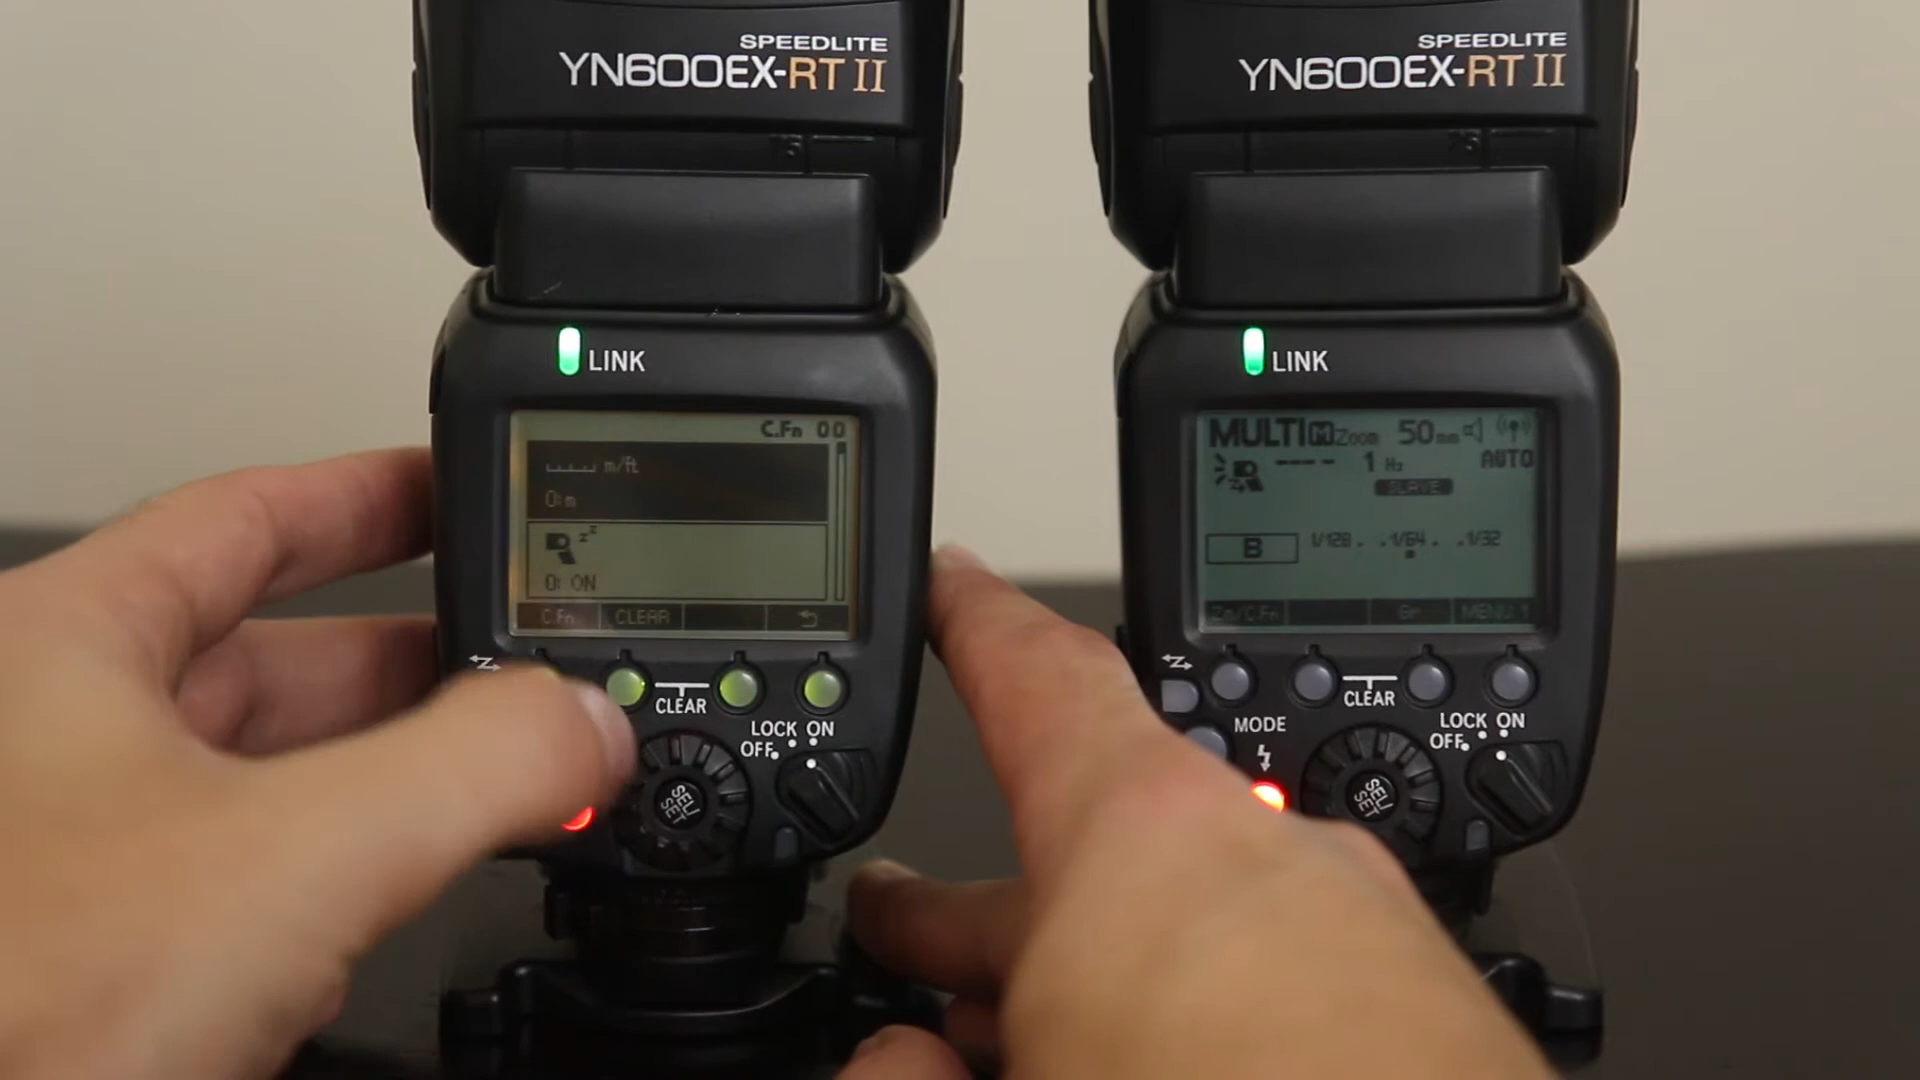 SPEEDLITE
YN600EX-RT II
LINK
C.Fn 00
m/ft
0:m
zz
0: ON
C.Fn CLEAR
CLEAR
LOCK ON
OFF
SEL/
SET
SPEEDLITE
YN600EX-RT II
LINK
MULTI M Zoom 50mm
---- 1 Hz AUTO
SLAVE
B 1/128. .1/64. .1/32
Zm/C.Fn Gr MENU 1
CLEAR
MODE
LOCK ON
OFF
SEL/
SET